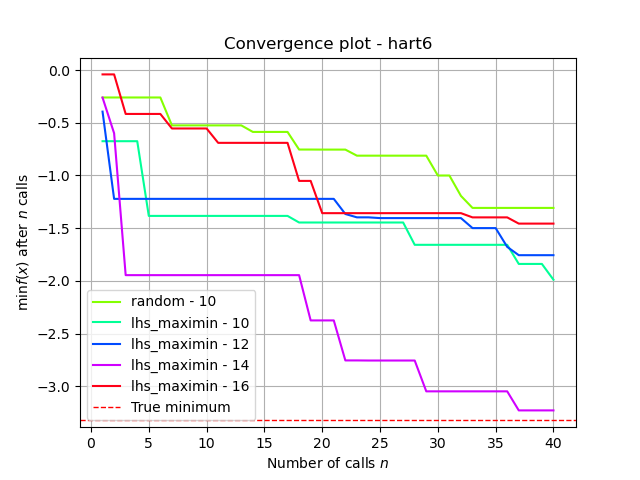 Convergence plot - hart6
min f(x) after n calls
0.0
−0.5
−1.0
−1.5
−2.0
−2.5
−3.0
random - 10
lhs_maximin - 10
lhs_maximin - 12
lhs_maximin - 14
lhs_maximin - 16
True minimum
0 5 10 15 20 25 30 35 40
Number of calls n